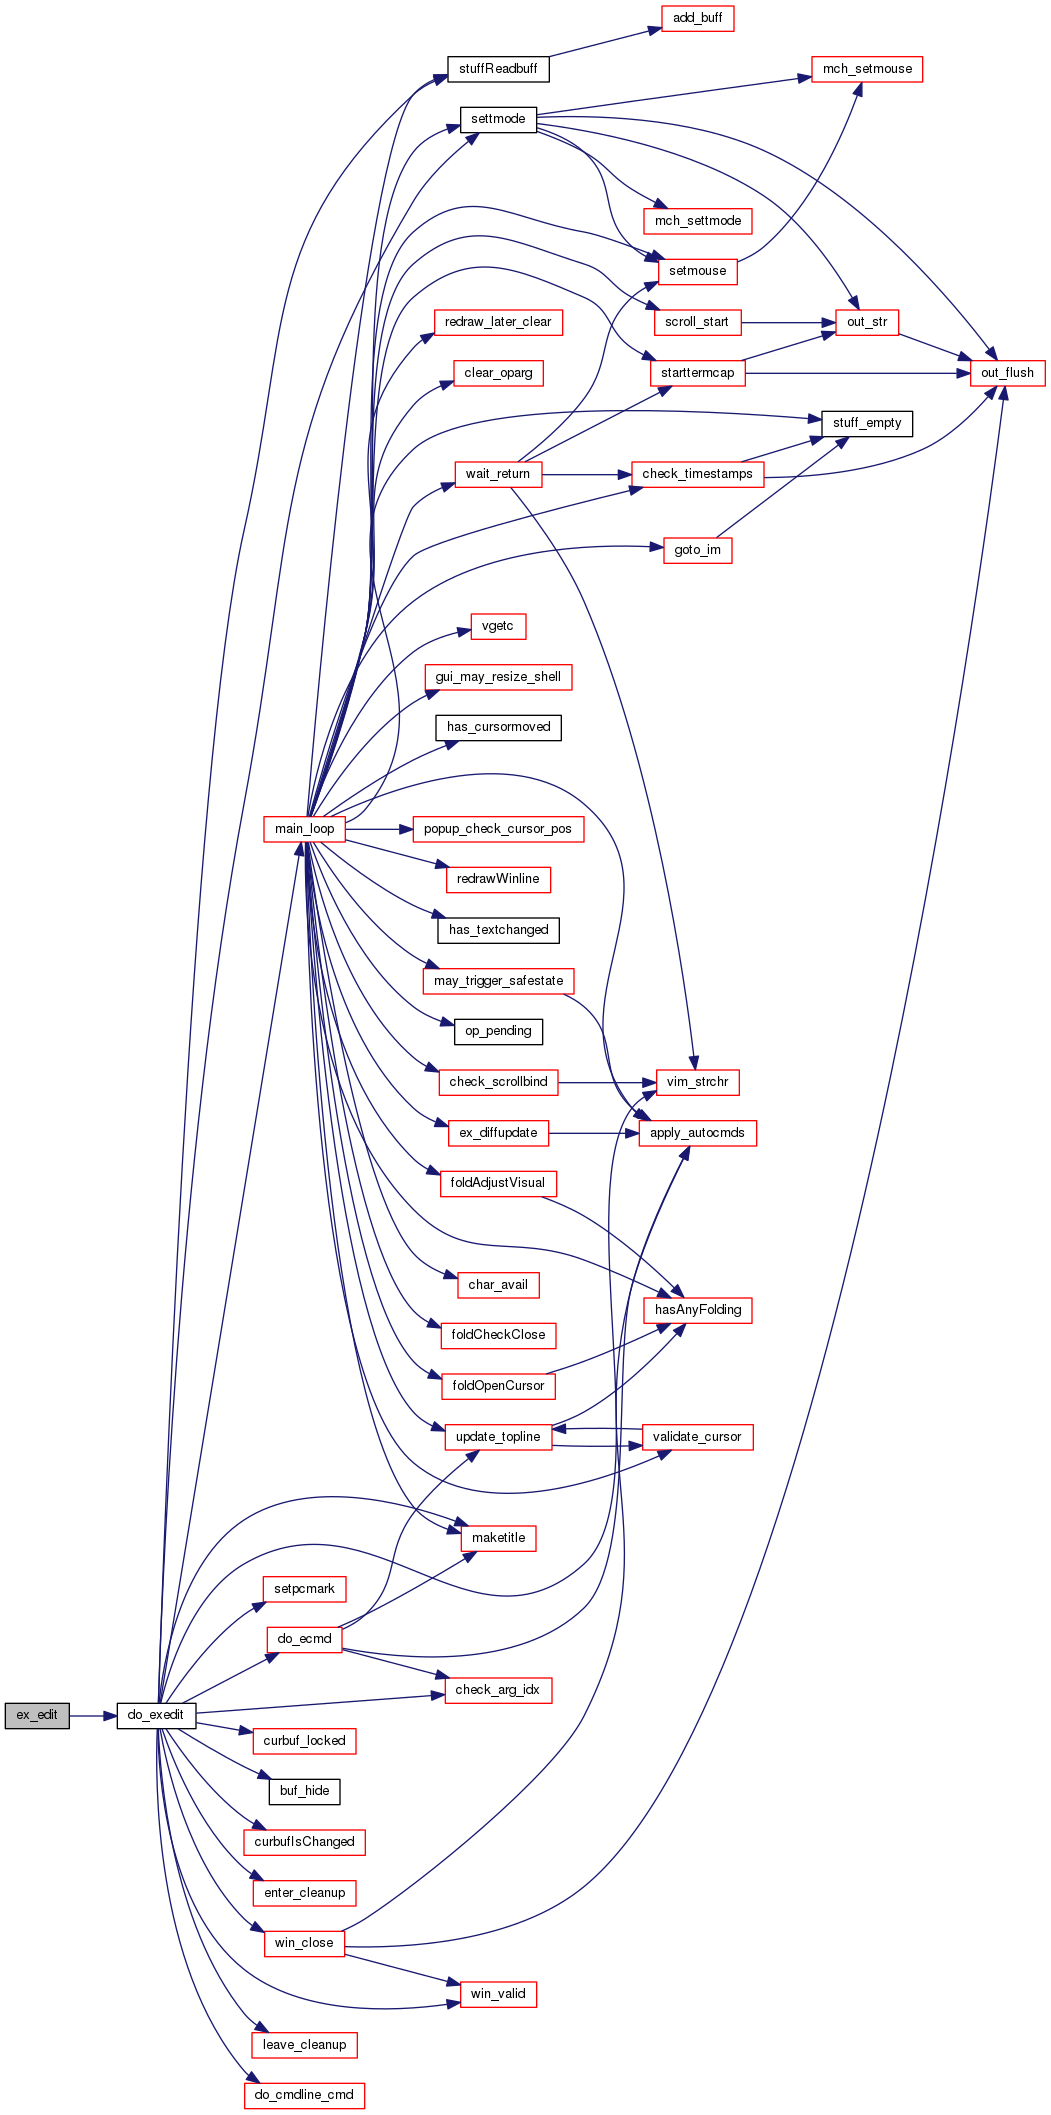 add_buff
stuffReadbuff
mch_setmouse
settmode
mch_settmode
setmouse
redraw_later_clear
scroll_start
out_str
clear_oparg
starttermcap
out_flush
stuff_empty
wait_return
check_timestamps
goto_im
vgetc
gui_may_resize_shell
has_cursormoved
main_loop
popup_check_cursor_pos
redrawWinline
has_textchanged
may_trigger_safestate
op_pending
check_scrollbind
vim_strchr
ex_diffupdate
apply_autocmds
foldAdjustVisual
char_avail
hasAnyFolding
foldCheckClose
foldOpenCursor
update_topline
validate_cursor
maketitle
setpcmark
do_ecmd
check_arg_idx
ex_edit
do_exedit
curbuf_locked
buf_hide
curbufIsChanged
enter_cleanup
win_close
win_valid
leave_cleanup
do_cmdline_cmd